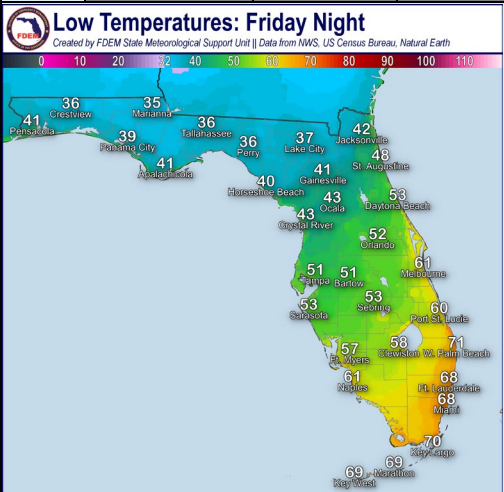 FDEM
Low Temperatures: Friday Night
Created by FDEM State Meteorological Support Unit || Data from NWS, US Census Bureau, Natural Earth
0 10 20 32 40 50 60 70 80 90 100 110
36
Crestview
35
Marianna
41
Pensacola
36
Tallahassee
39
Panama City
36
Perry
37
Lake City
42
Jacksonville
48
St. Augustine
41
Apalachicola
41
Gainesville
40
Horseshoe Beach
43
Ocala
53
Daytona Beach
43
Crystal River
52
Orlando
61
Melbourne
51
Tampa
51
Bartow
53
Sebring
53
Sarasota
60
Port St. Lucie
57
Ft. Myers
58
Clewiston
71
W. Palm Beach
61
Naples
68
Ft. Lauderdale
68
Miami
70
Key Largo
69
Marathon
69
Key West